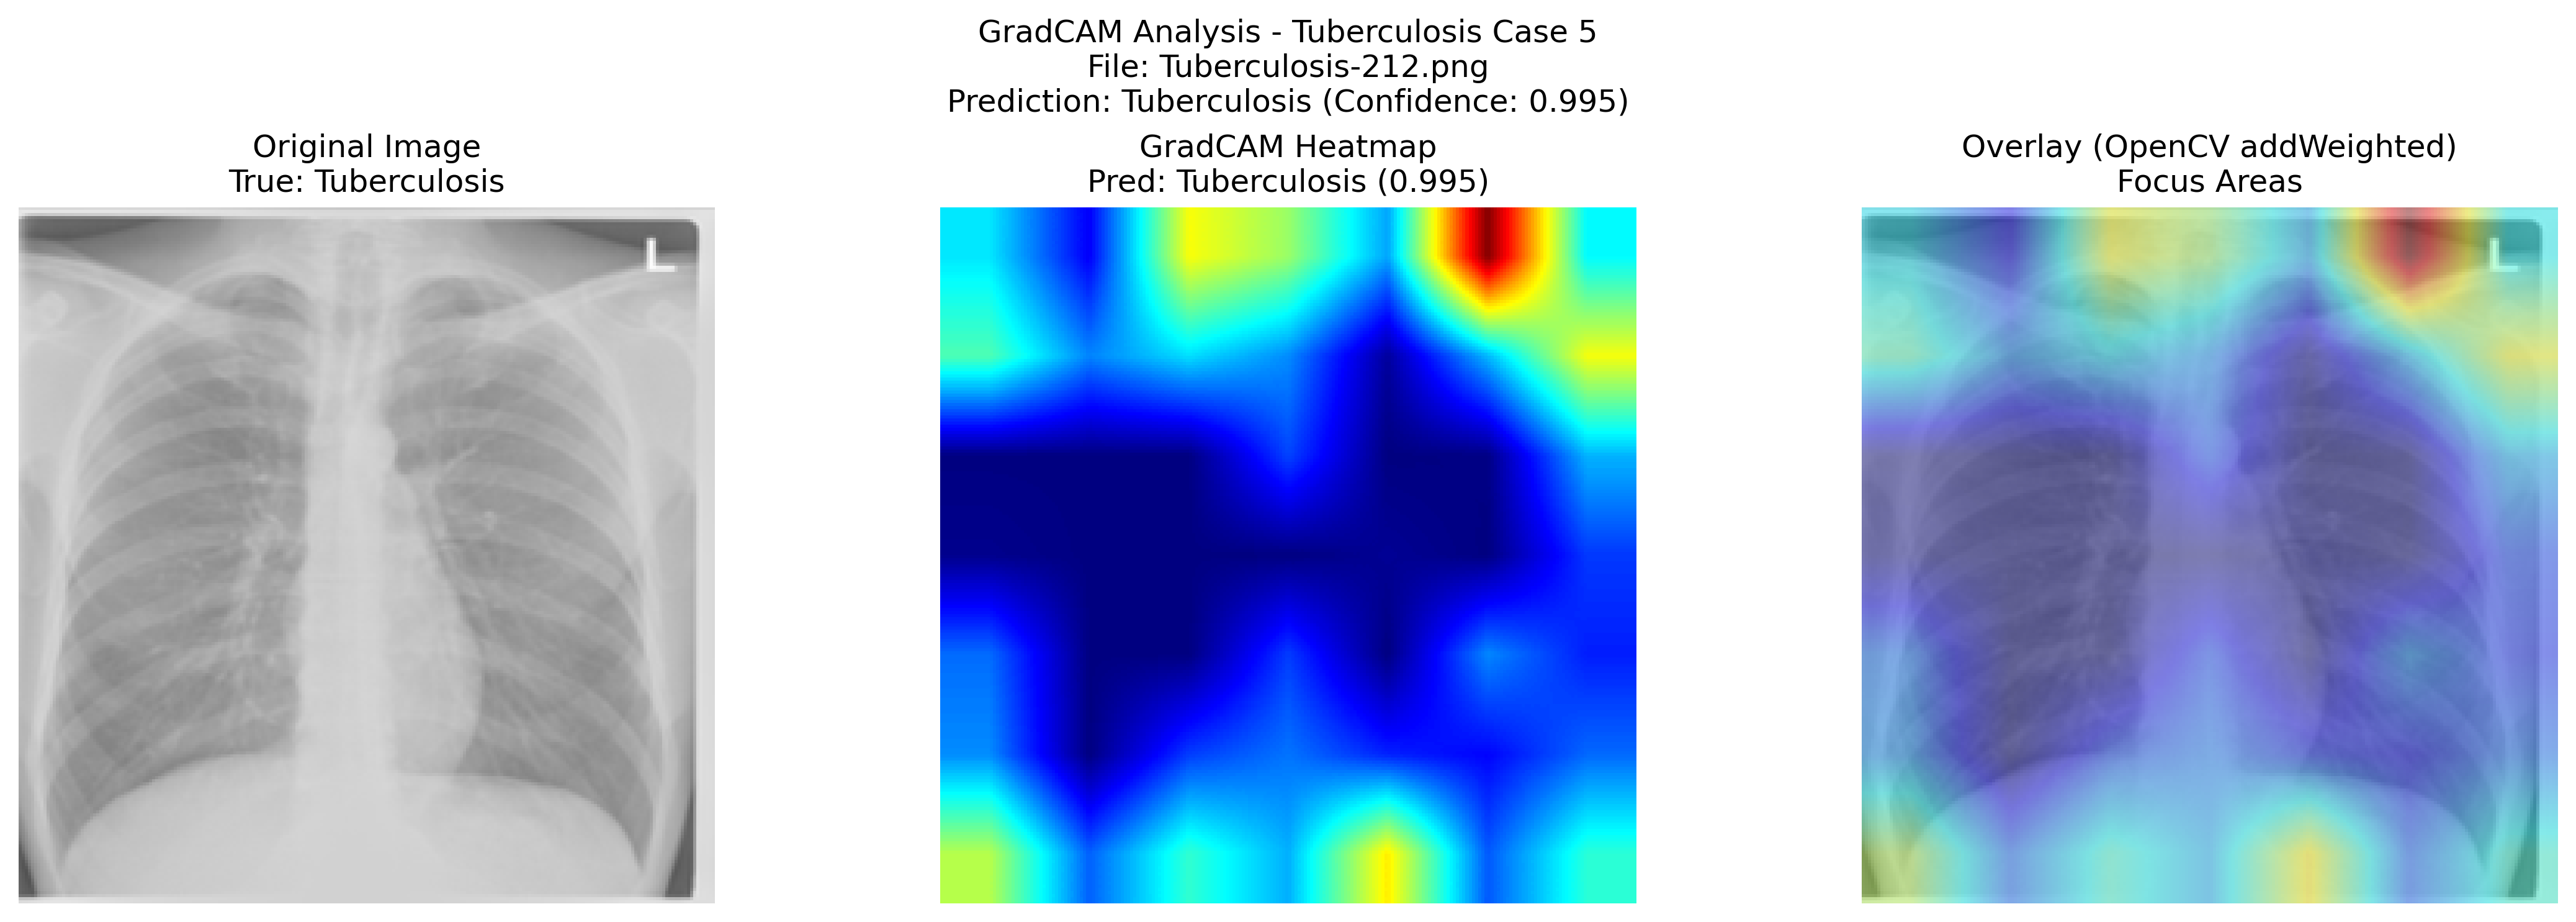 GradCAM Analysis - Tuberculosis Case 5
File: Tuberculosis-212.png
Prediction: Tuberculosis (Confidence: 0.995)
Original Image
True: Tuberculosis
GradCAM Heatmap
Pred: Tuberculosis (0.995)
Overlay (OpenCV addWeighted)
Focus Areas
L
L